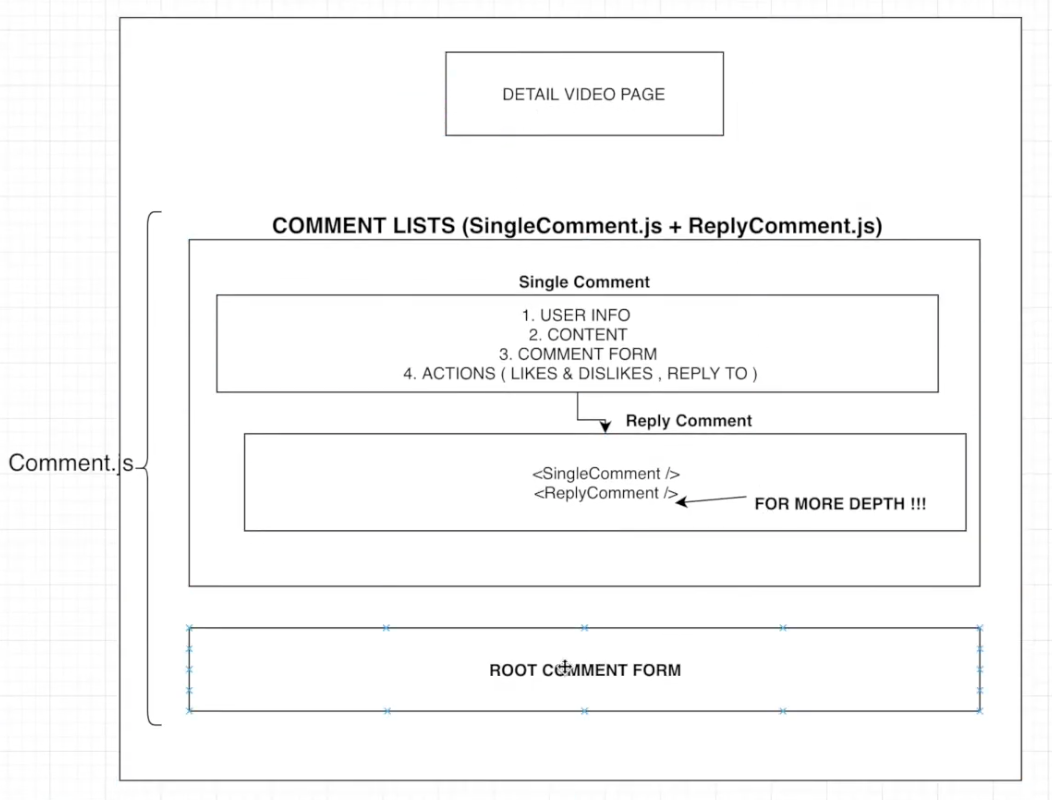 DETAIL VIDEO PAGE
COMMENT LISTS (SingleComment.js + ReplyComment.js)
Single Comment
1. USER INFO
2. CONTENT
3. COMMENT FORM
4. ACTIONS ( LIKES & DISLIKES , REPLY TO )
Reply Comment
Comment.js
<SingleComment />
<ReplyComment />
FOR MORE DEPTH !!!
ROOT COMMENT FORM